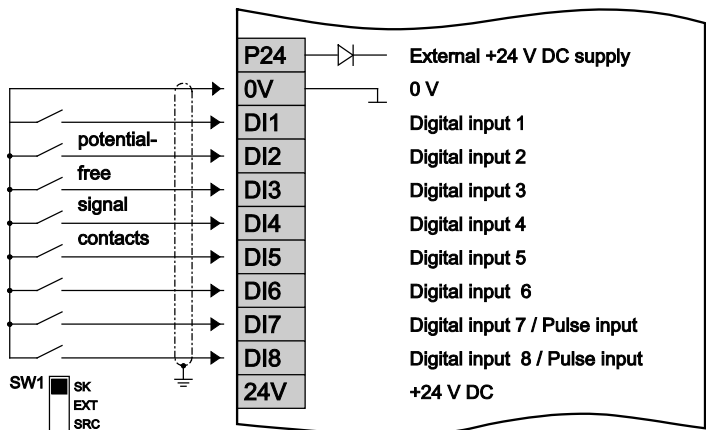 P24 External +24 V DC supply
0V 0 V
DI1 Digital input 1
potential-
DI2 Digital input 2
free
DI3 Digital input 3
signal
DI4 Digital input 4
contacts
DI5 Digital input 5
DI6 Digital input 6
DI7 Digital input 7 / Pulse input
DI8 Digital input 8 / Pulse input
24V +24 V DC
SW1 SK
EXT
SRC